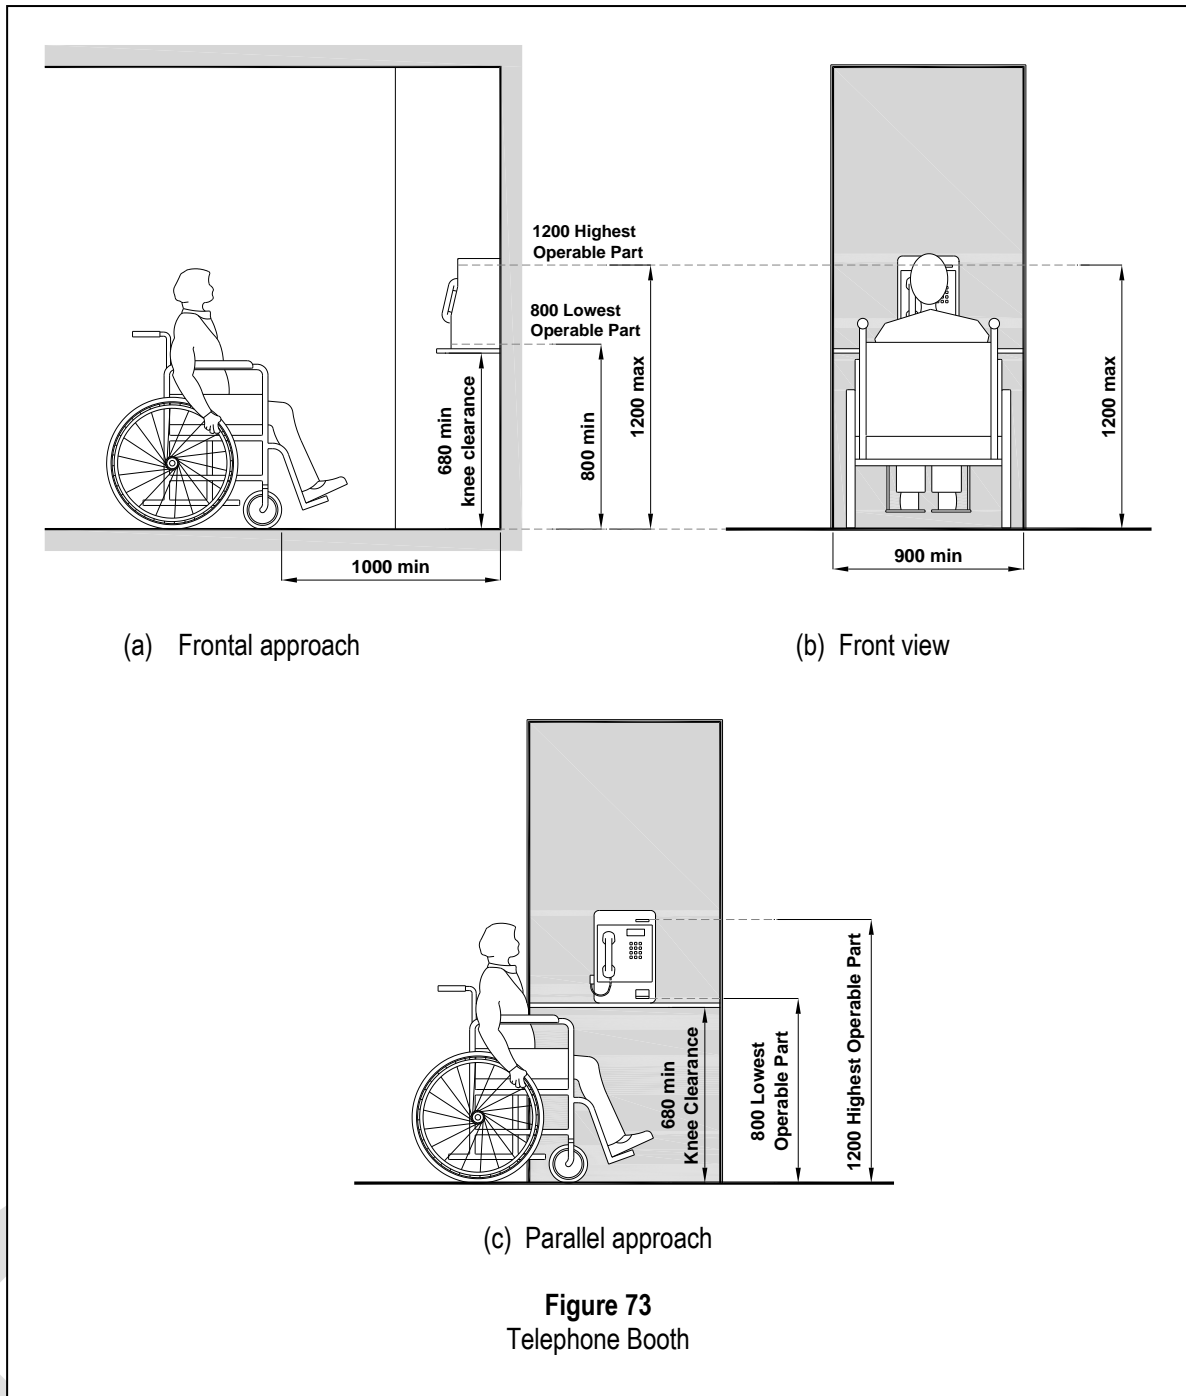 1200 Highest
Operable Part
800 Lowest
Operable Part
680 min
knee clearance
800 min
1200 max
1200 max
1000 min
900 min
(a) Frontal approach
(b) Front view
680 min
Knee Clearance
800 Lowest
Operable Part
1200 Highest Operable Part
(c) Parallel approach
Figure 73
Telephone Booth